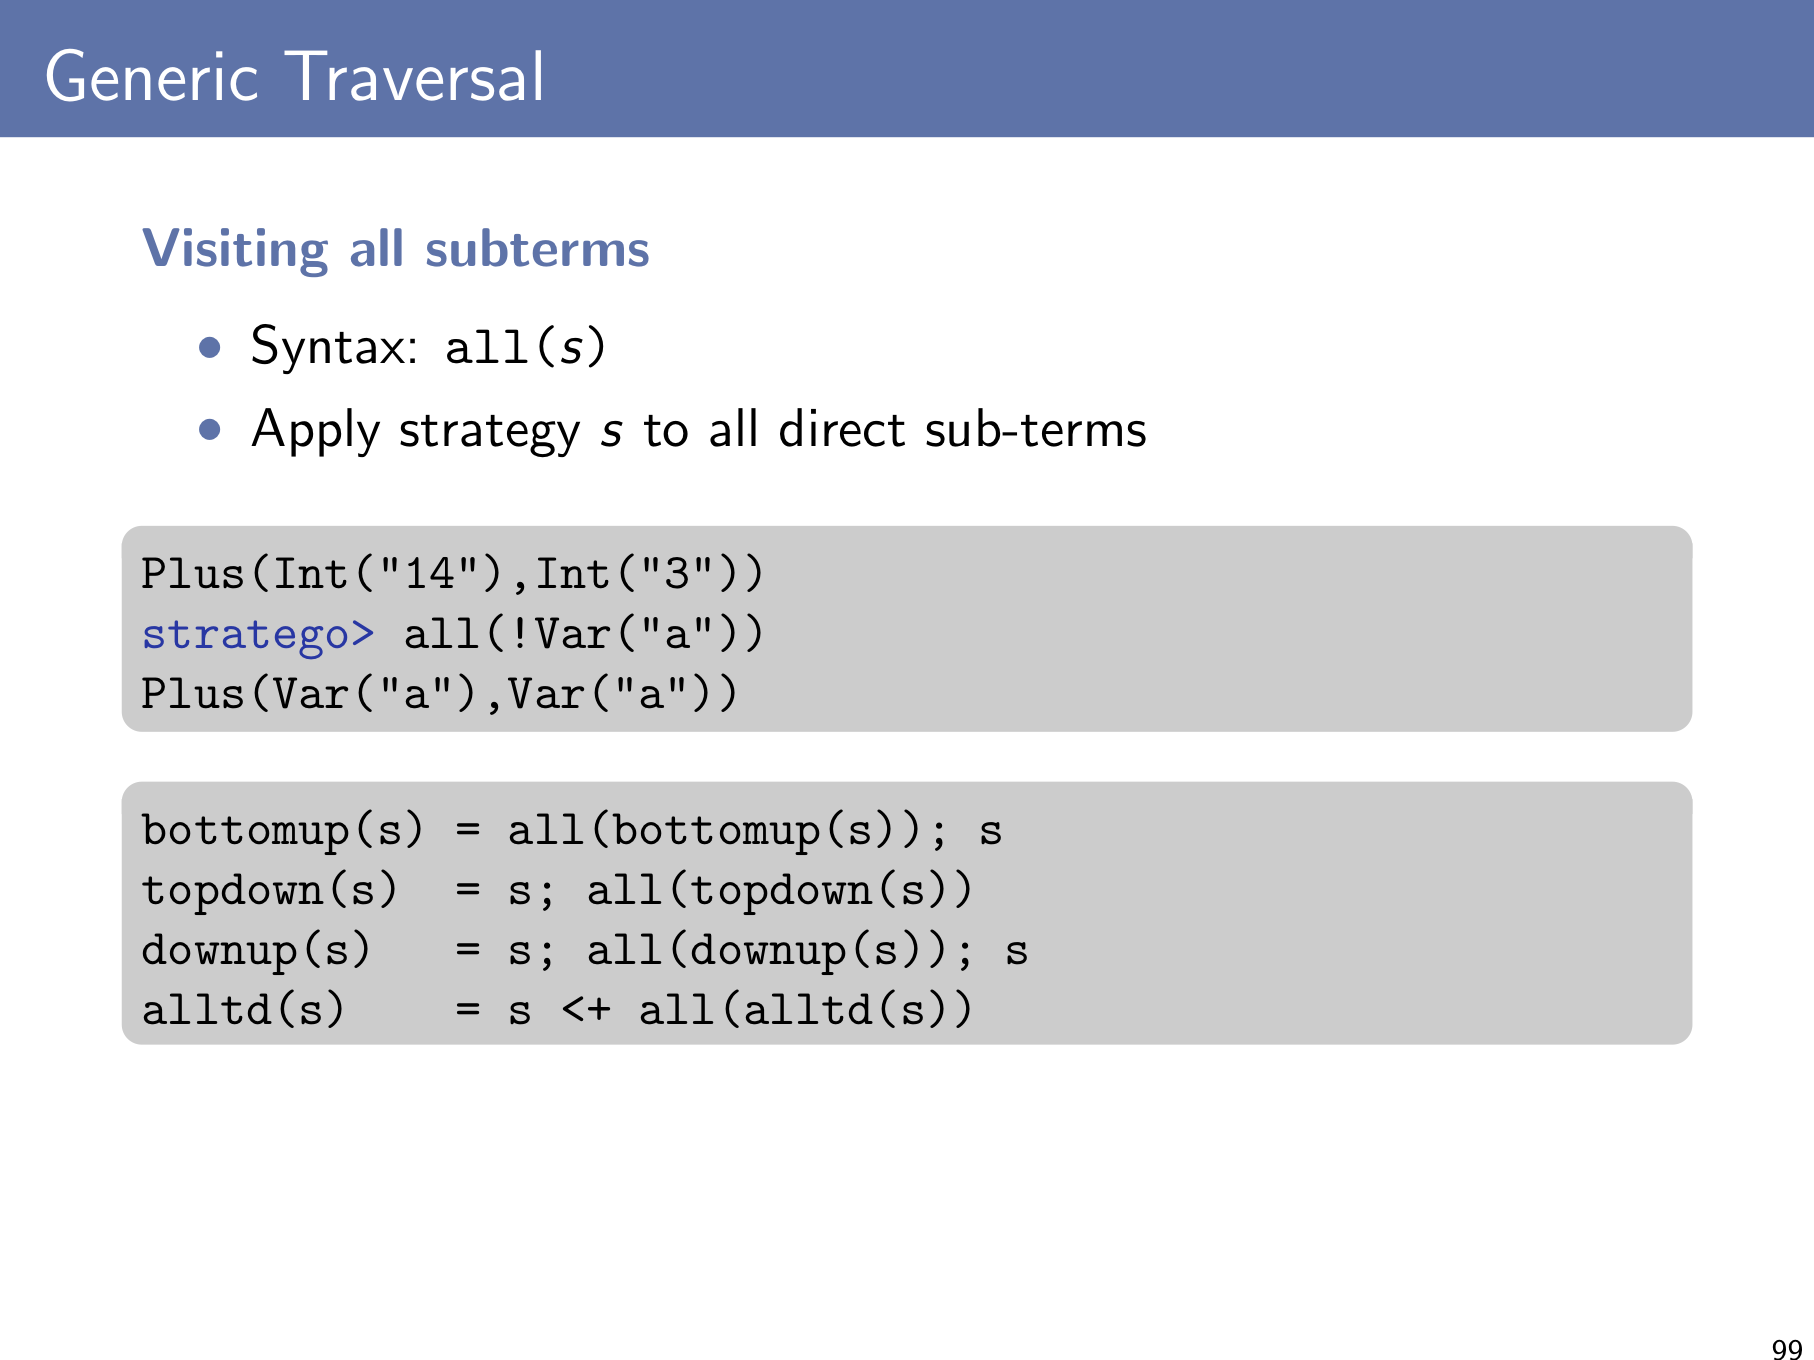 Generic Traversal
Visiting all subterms
• Syntax: all(s)
• Apply strategy s to all direct sub-terms
Plus(Int("14"),Int("3"))
stratego> all(!Var("a"))
Plus(Var("a"),Var("a"))
bottomup(s) = all(bottomup(s)); s
topdown(s)  = s; all(topdown(s))
downup(s)   = s; all(downup(s)); s
alltd(s)    = s <+ all(alltd(s))
99